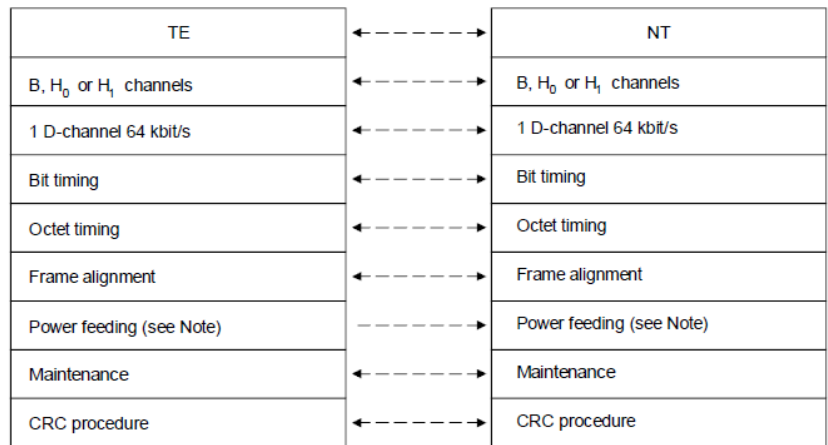 TE NT
B, H₀ or H₁ channels B, H₀ or H₁ channels
1 D-channel 64 kbit/s 1 D-channel 64 kbit/s
Bit timing Bit timing
Octet timing Octet timing
Frame alignment Frame alignment
Power feeding (see Note) Power feeding (see Note)
Maintenance Maintenance
CRC procedure CRC procedure